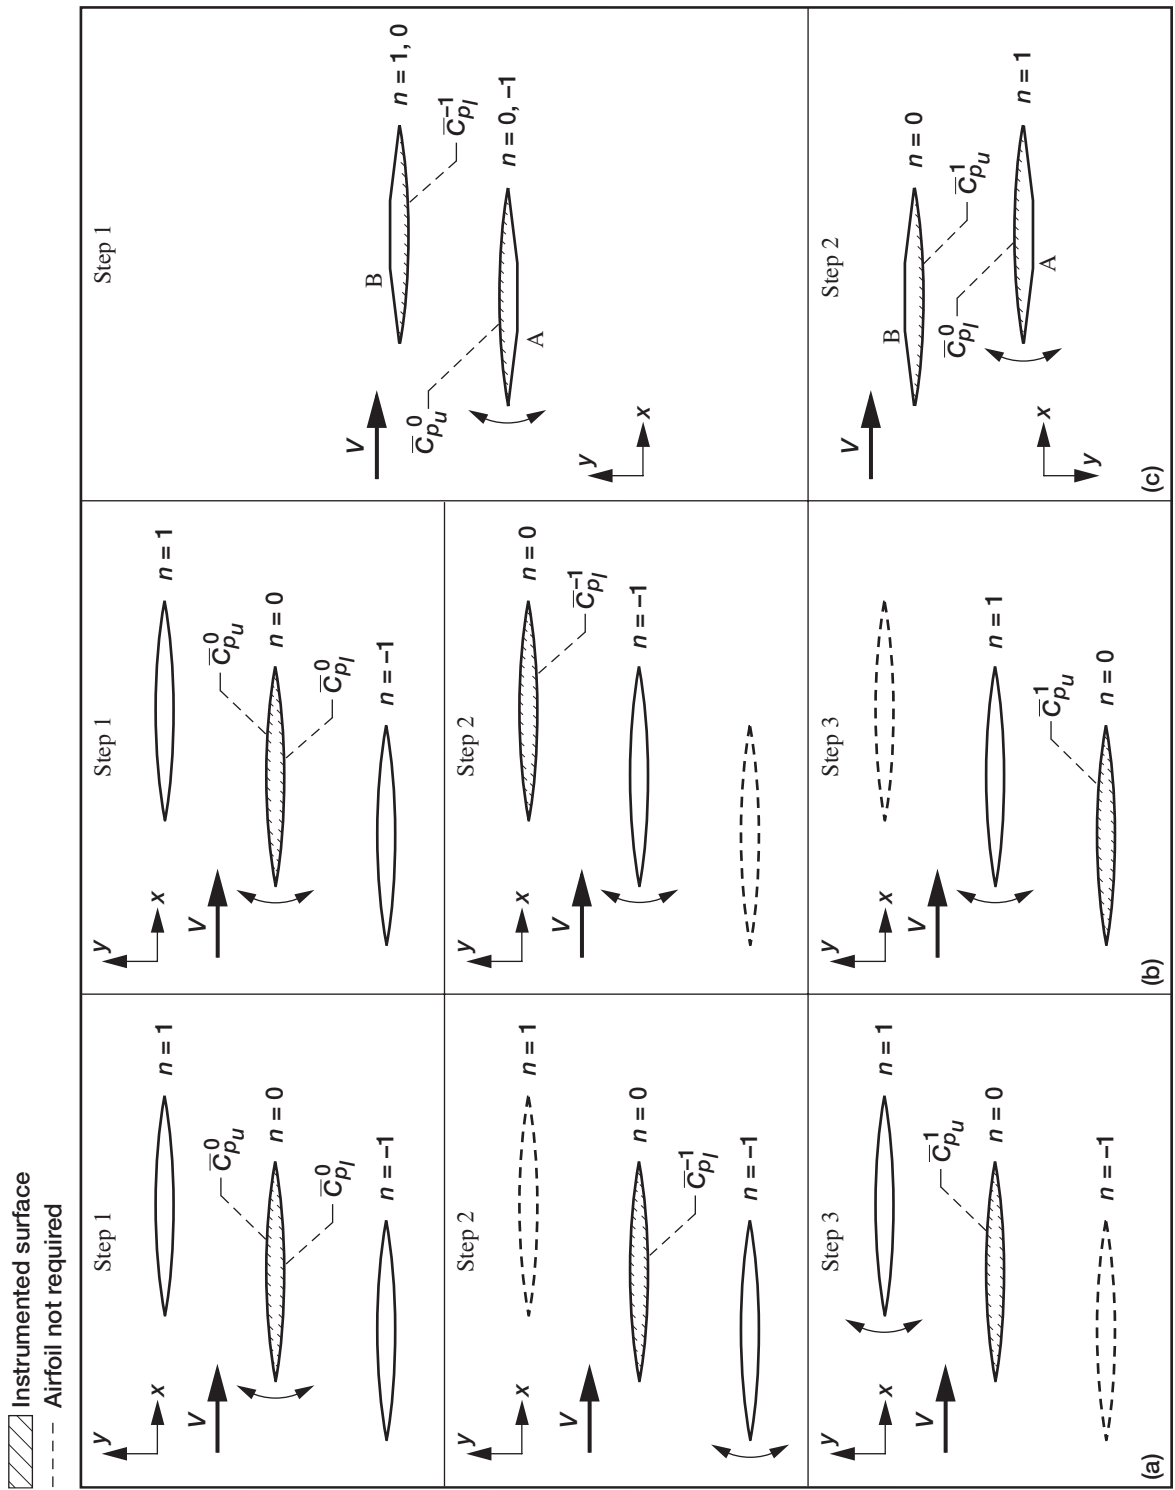 Instrumented surface
Airfoil not required
Step 1
y
x
V
n = 1
C̅⁰pu
n = 0
C̅⁰pl
n = −1
Step 2
V
n = 1
n = 0
C̅⁻¹pl
n = −1
Step 3
y
x
V
n = 1
C̅¹pu
n = 0
n = −1
(a)
Step 1
y
x
V
n = 1
C̅⁰pu
n = 0
C̅⁰pl
n = −1
Step 2
y
x
V
n = 0
C̅⁻¹pl
n = −1
Step 3
y
x
V
n = 1
C̅¹pu
n = 0
(b)
Step 1
V
B
n = 1, 0
C̅⁻¹pl
C̅⁰pu
n = 0, −1
A
y
x
Step 2
V
B
n = 0
C̅¹pu
C̅⁰pl
n = 1
A
x
y
(c)